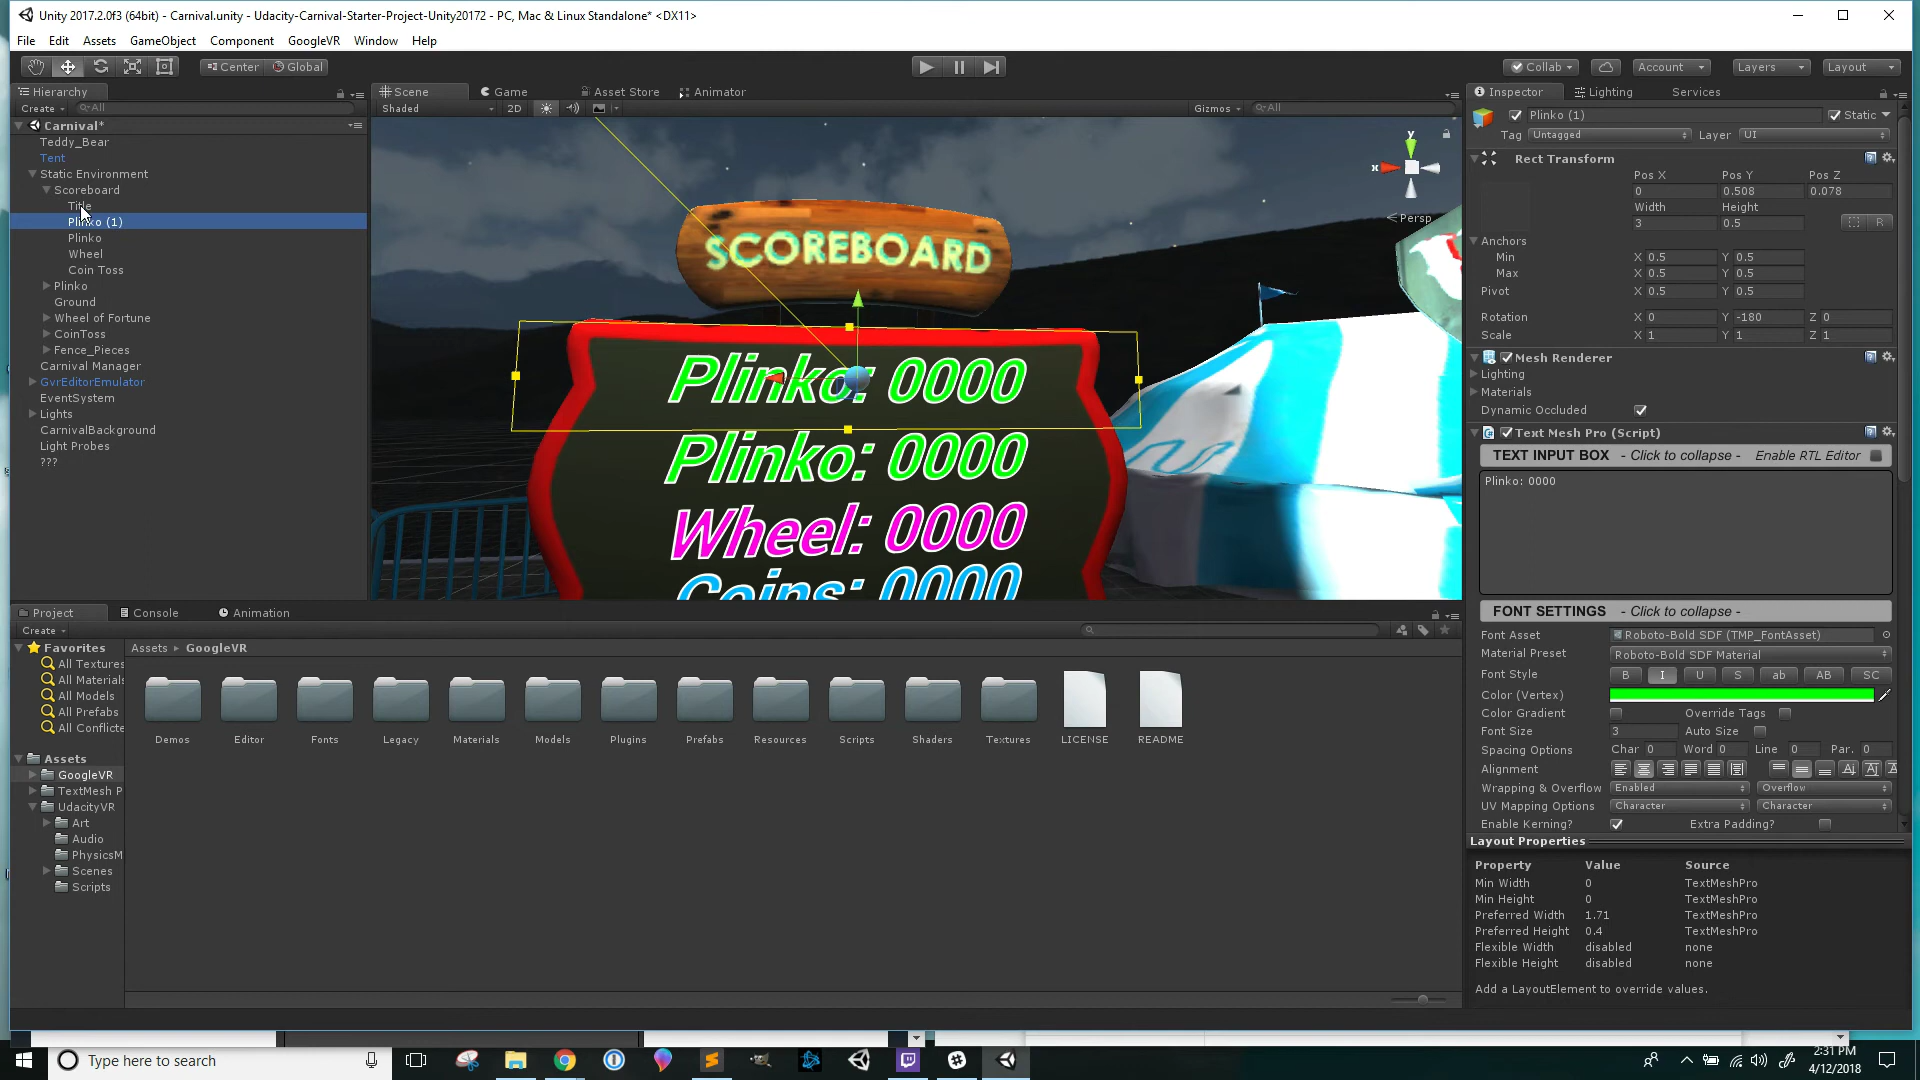 Unity 2017.2.0f3 (64bit) - Carnival.unity - Udacity-Carnival-Starter-Project-Unity20172 - PC, Mac & Linux Standalone* <DX11>
File Edit Assets GameObject Component GoogleVR Window Help
Center Global Collab Account Layers Layout
Hierarchy Scene Game Asset Store Animator Inspector Lighting Services
Create All Shaded 2D Gizmos All
Carnival*
Teddy_Bear
Tent
Static Environment
Scoreboard
Title
Plinko (1)
Plinko
Wheel
Coin Toss
Plinko
Ground
Wheel of Fortune
CoinToss
Fence_Pieces
Carnival Manager
GvrEditorEmulator
EventSystem
Lights
CarnivalBackground
Light Probes
???
y
x
Persp
SCOREBOARD
Plinko: 0000
Plinko: 0000
Wheel: 0000
Coins: 0000
Plinko (1) Static
Tag Untagged Layer UI
Rect Transform
Pos X Pos Y Pos Z
0 0.508 0.078
Width Height
3 0.5 R
Anchors
Min X 0.5 Y 0.5
Max X 0.5 Y 0.5
Pivot X 0.5 Y 0.5
Rotation X 0 Y -180 Z 0
Scale X 1 Y 1 Z 1
Mesh Renderer
Lighting
Materials
Dynamic Occluded
Text Mesh Pro (Script)
TEXT INPUT BOX - Click to collapse - Enable RTL Editor
Plinko: 0000
FONT SETTINGS - Click to collapse -
Font Asset Roboto-Bold SDF (TMP_FontAsset)
Material Preset Roboto-Bold SDF Material
Font Style B I U S ab AB SC
Color (Vertex)
Color Gradient Override Tags
Font Size 3 Auto Size
Spacing Options Char 0 Word 0 Line 0 Par. 0
Alignment
Wrapping & Overflow Enabled Overflow
UV Mapping Options Character Character
Enable Kerning? Extra Padding?
Layout Properties
Property Value Source
Min Width 0 TextMeshPro
Min Height 0 TextMeshPro
Preferred Width 1.71 TextMeshPro
Preferred Height 0.4 TextMeshPro
Flexible Width disabled none
Flexible Height disabled none
Add a LayoutElement to override values.
Project Console Animation
Create
Favorites
All Textures
All Materials
All Models
All Prefabs
All Conflicte
Assets
GoogleVR
TextMesh P
UdacityVR
Art
Audio
PhysicsM
Scenes
Scripts
Assets GoogleVR
Demos Editor Fonts Legacy Materials Models Plugins Prefabs Resources Scripts Shaders Textures LICENSE README
Type here to search
2:31 PM
4/12/2018